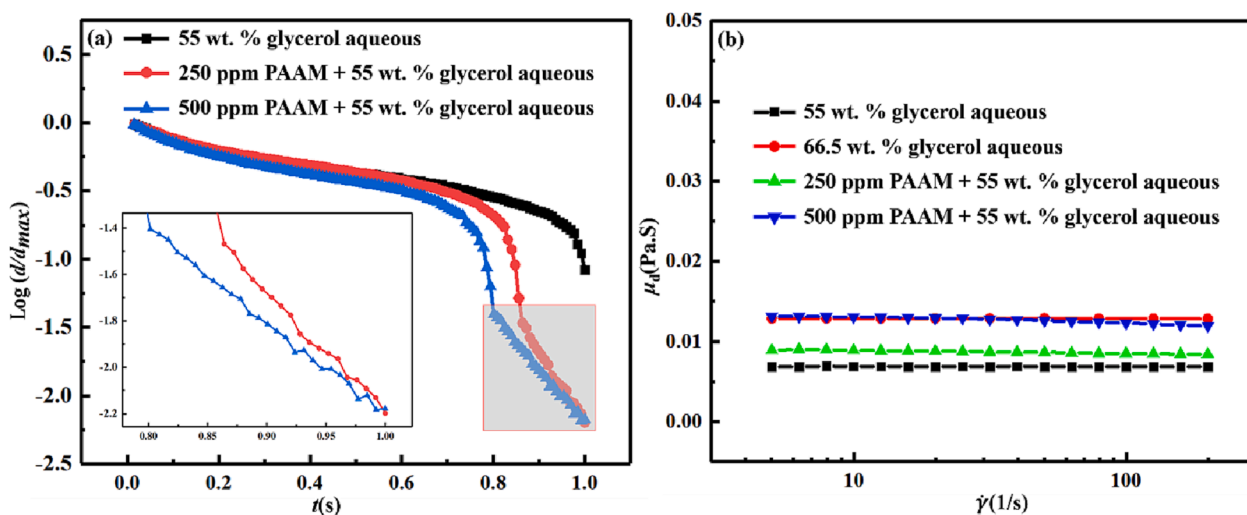 (a)
55 wt. % glycerol aqueous
250 ppm PAAM + 55 wt. % glycerol aqueous
500 ppm PAAM + 55 wt. % glycerol aqueous
Log (d/dmax)
0.5
0.0
-0.5
-1.0
-1.5
-2.0
-2.5
-1.4
-1.6
-1.8
-2.0
-2.2
0.80
0.85
0.90
0.95
1.00
0.0
0.2
0.4
0.6
0.8
1.0
t(s)
(b)
55 wt. % glycerol aqueous
66.5 wt. % glycerol aqueous
250 ppm PAAM + 55 wt. % glycerol aqueous
500 ppm PAAM + 55 wt. % glycerol aqueous
μd(Pa.S)
0.05
0.04
0.03
0.02
0.01
0.00
10
100
γ̇(1/s)